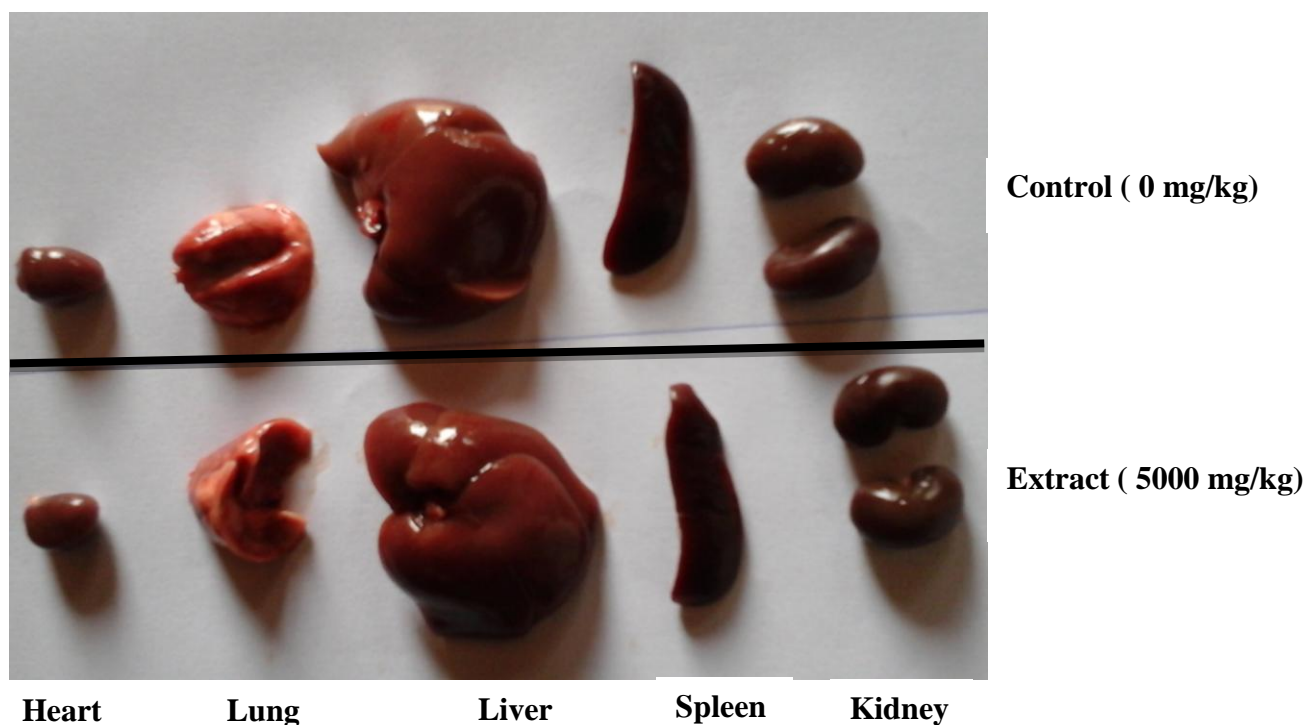 Control ( 0 mg/kg)
Extract ( 5000 mg/kg)
Heart Lung Liver Spleen Kidney